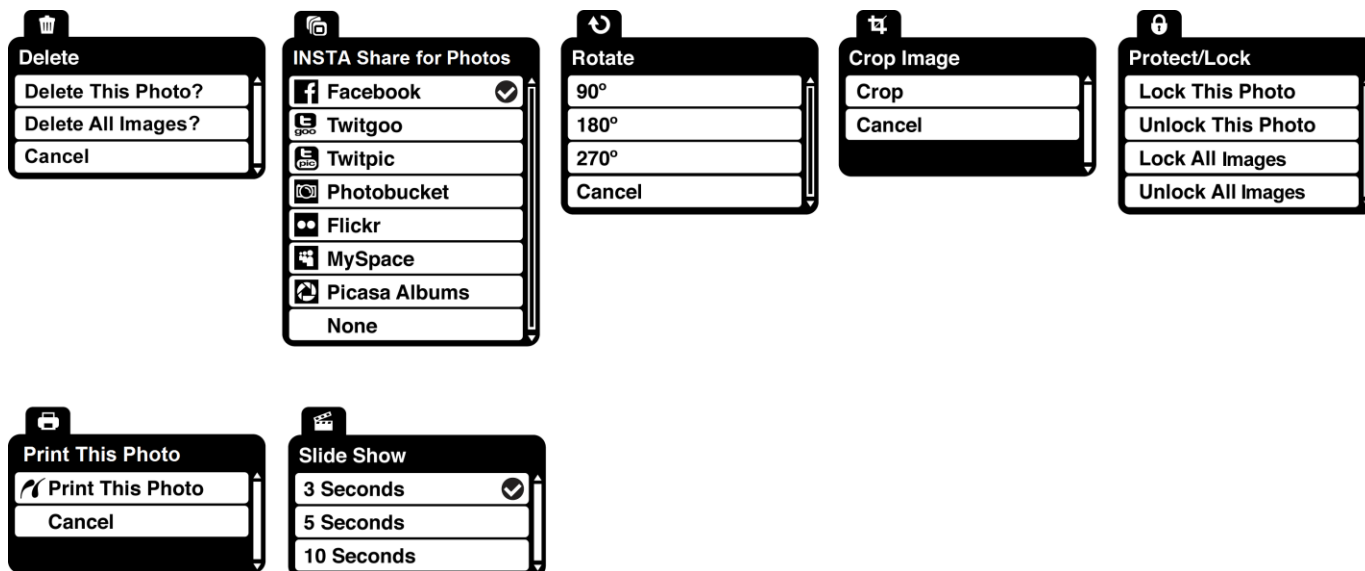 Delete
Delete This Photo?
Delete All Images?
Cancel
INSTA Share for Photos
Facebook
Twitgoo
Twitpic
Photobucket
Flickr
MySpace
Picasa Albums
None
Rotate
90º
180º
270º
Cancel
Crop Image
Crop
Cancel
Protect/Lock
Lock This Photo
Unlock This Photo
Lock All Images
Unlock All Images
Print This Photo
Print This Photo
Cancel
Slide Show
3 Seconds
5 Seconds
10 Seconds